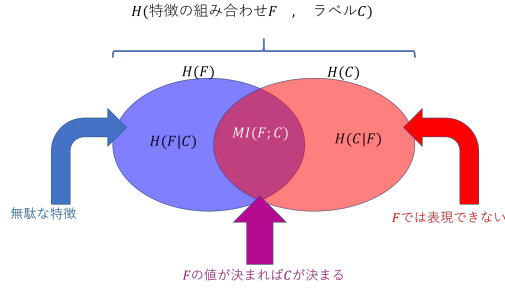 H(特徴の組み合わせF , ラベルC)
H(F) H(C)
H(F|C) MI(F;C) H(C|F)
無駄な特徴
Fでは表現できない
Fの値が決まればCが決まる